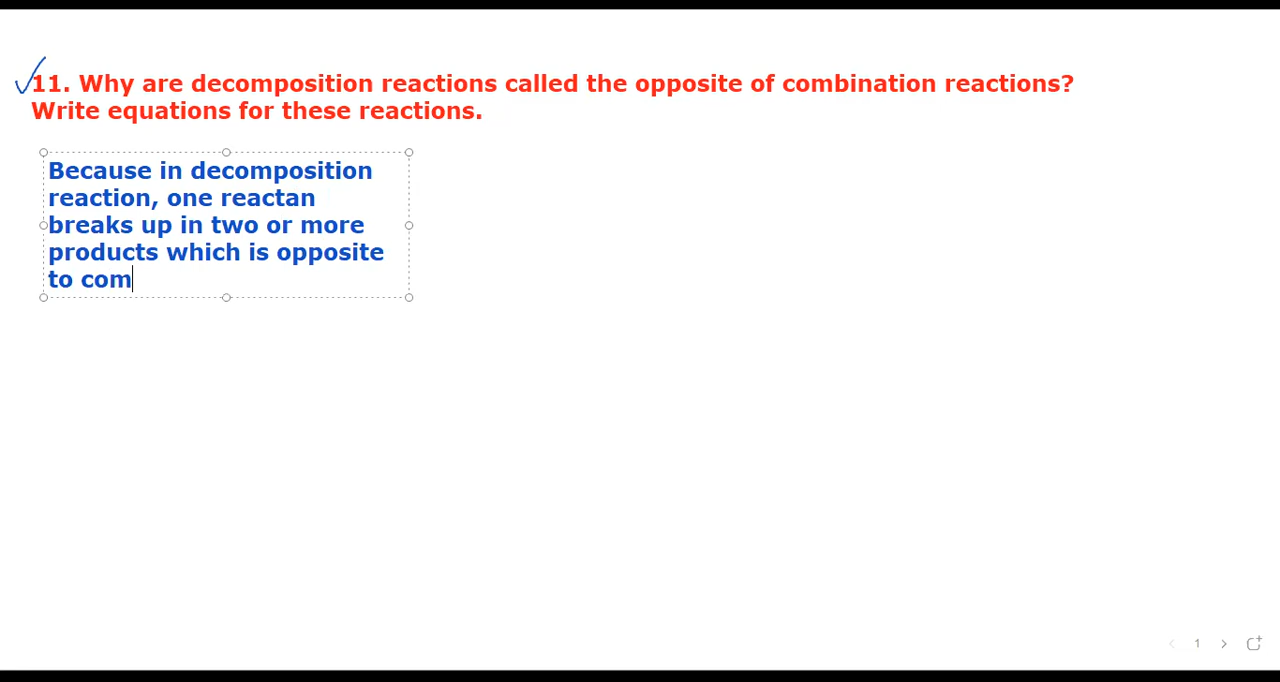 11. Why are decomposition reactions called the opposite of combination reactions?
Write equations for these reactions.
Because in decomposition
reaction, one reactan
breaks up in two or more
products which is opposite
to com
1